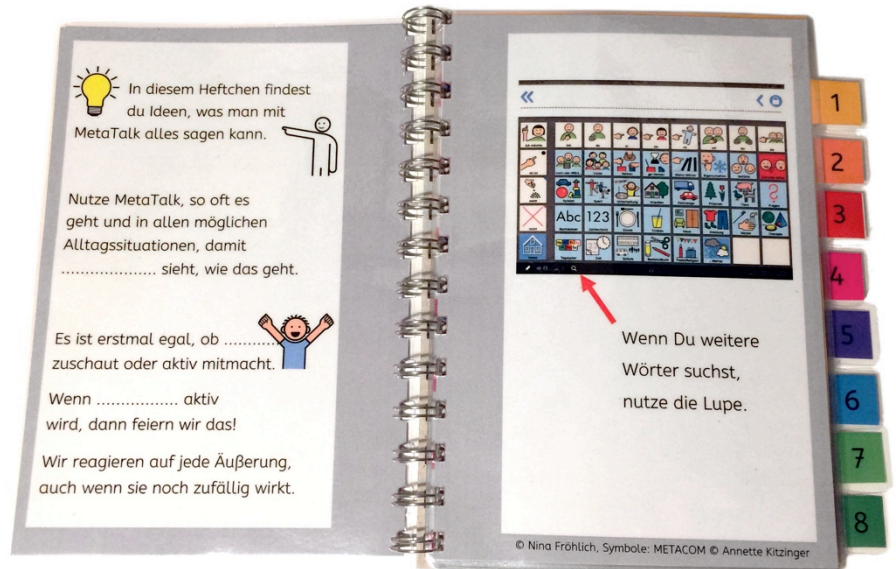 In diesem Heftchen findest
du Ideen, was man mit
MetaTalk alles sagen kann.
Nutze MetaTalk, so oft es
geht und in allen möglichen
Alltagssituationen, damit
.................... sieht, wie das geht.
Es ist erstmal egal, ob ...........
zuschaut oder aktiv mitmacht.
Wenn ................. aktiv
wird, dann feiern wir das!
Wir reagieren auf jede Äußerung,
auch wenn sie noch zufällig wirkt.
Abc 123
Wenn Du weitere
Wörter suchst,
nutze die Lupe.
© Nina Fröhlich, Symbole: METACOM © Annette Kitzinger
1
2
3
4
5
6
7
8